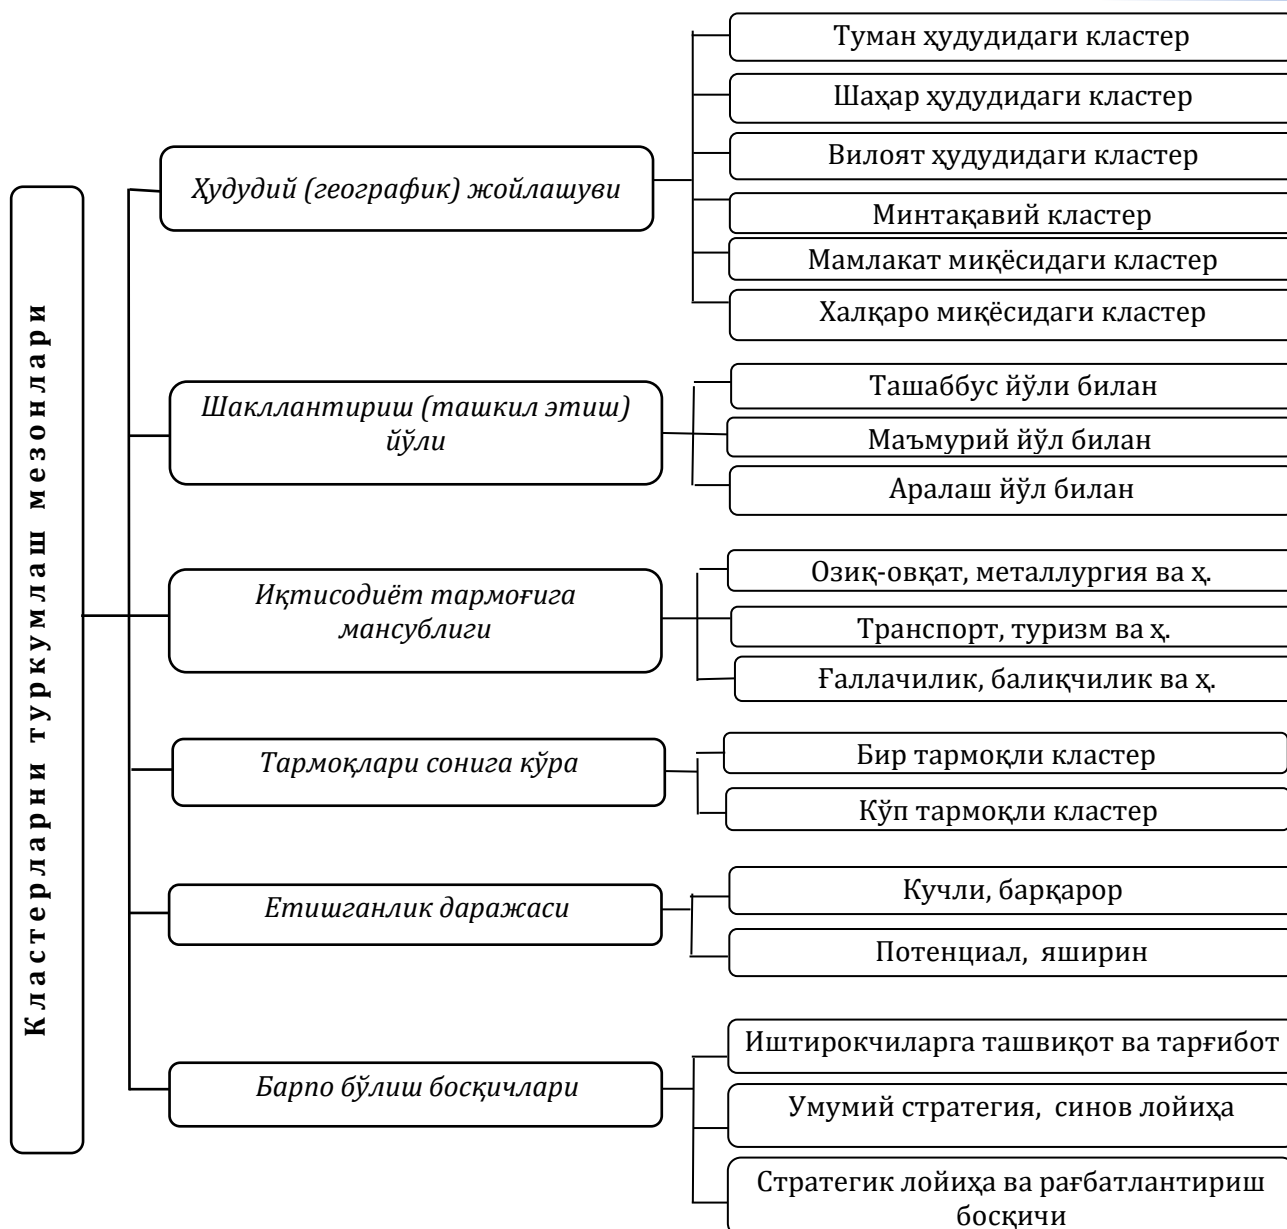 Кластерларни туркумлаш мезонлари
Ҳудудий (географик) жойлашуви
Туман ҳудудидаги кластер
Шаҳар ҳудудидаги кластер
Вилоят ҳудудидаги кластер
Минтақавий кластер
Мамлакат миқёсидаги кластер
Халқаро миқёсидаги кластер
Шакллантириш (ташкил этиш)
йўли
Ташаббус йўли билан
Маъмурий йўл билан
Аралаш йўл билан
Иқтисодиёт тармоғига
мансублиги
Озиқ-овқат, металлургия ва ҳ.
Транспорт, туризм ва ҳ.
Ғаллачилик, балиқчилик ва ҳ.
Тармоқлари сонига кўра
Бир тармоқли кластер
Кўп тармоқли кластер
Етишганлик даражаси
Кучли, барқарор
Потенциал, яширин
Барпо бўлиш босқичлари
Иштирокчиларга ташвиқот ва тарғибот
Умумий стратегия, синов лойиҳа
Стратегик лойиҳа ва рағбатлантириш
босқичи